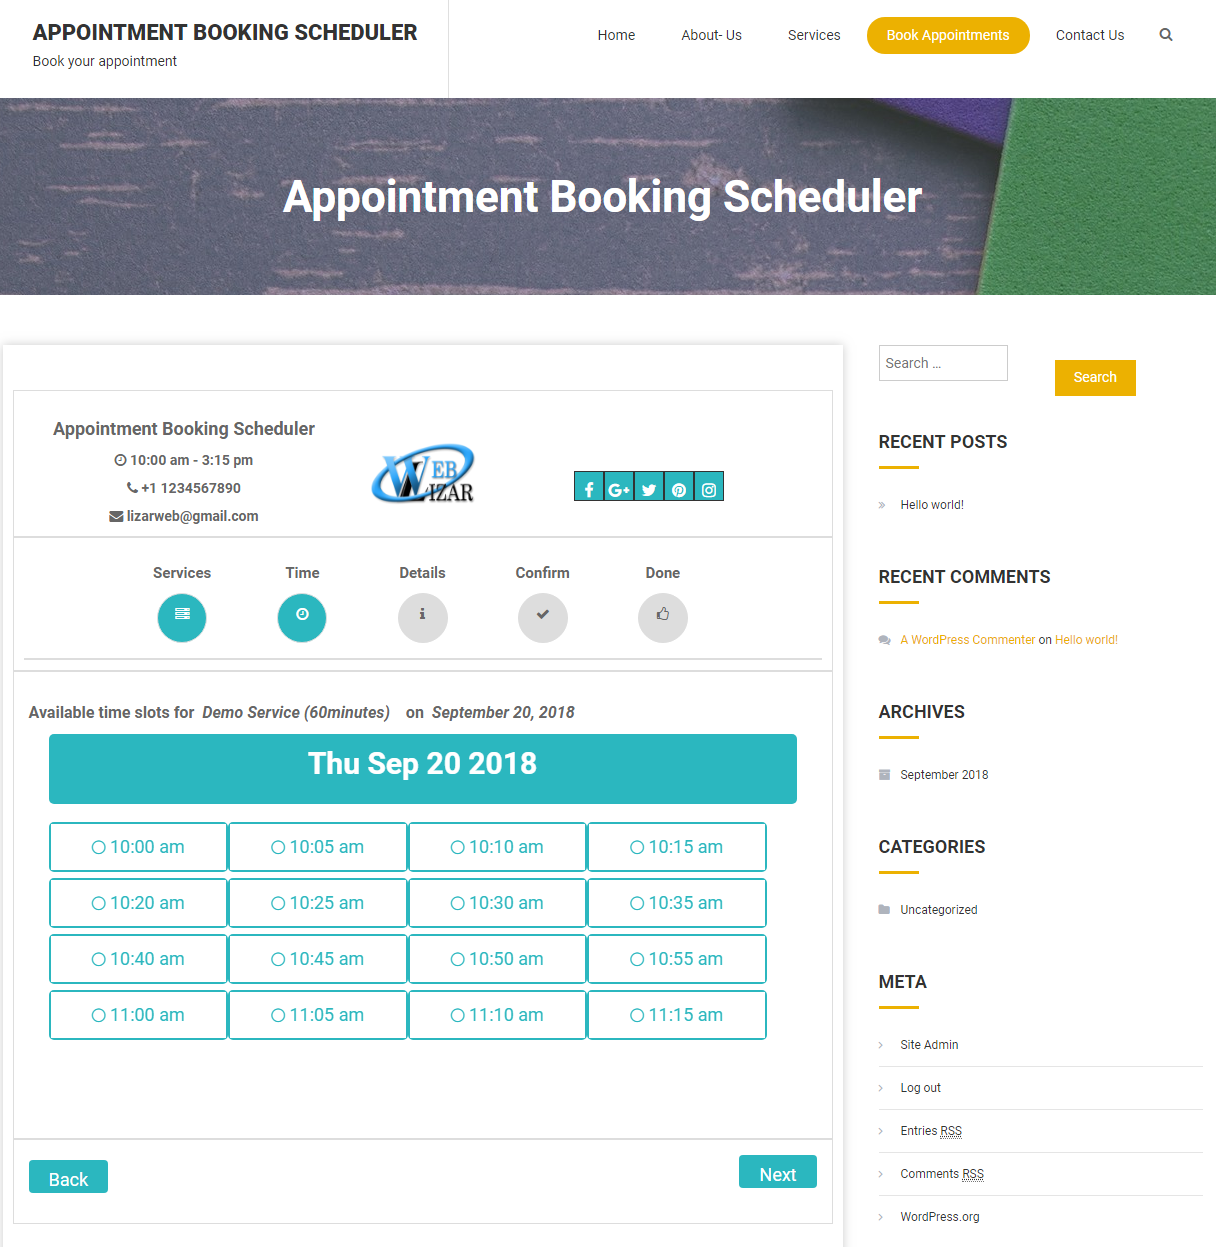 APPOINTMENT BOOKING SCHEDULER
Book your appointment
Home About- Us Services Book Appointments Contact Us
Appointment Booking Scheduler
Search ...
Search
Appointment Booking Scheduler
10:00 am - 3:15 pm
+1 1234567890
lizarweb@gmail.com
WEB
LIZAR
Services Time Details Confirm Done
Available time slots for Demo Service (60minutes) on September 20, 2018
Thu Sep 20 2018
10:00 am 10:05 am 10:10 am 10:15 am
10:20 am 10:25 am 10:30 am 10:35 am
10:40 am 10:45 am 10:50 am 10:55 am
11:00 am 11:05 am 11:10 am 11:15 am
Back Next
RECENT POSTS
Hello world!
RECENT COMMENTS
A WordPress Commenter on Hello world!
ARCHIVES
September 2018
CATEGORIES
Uncategorized
META
Site Admin
Log out
Entries RSS
Comments RSS
WordPress.org